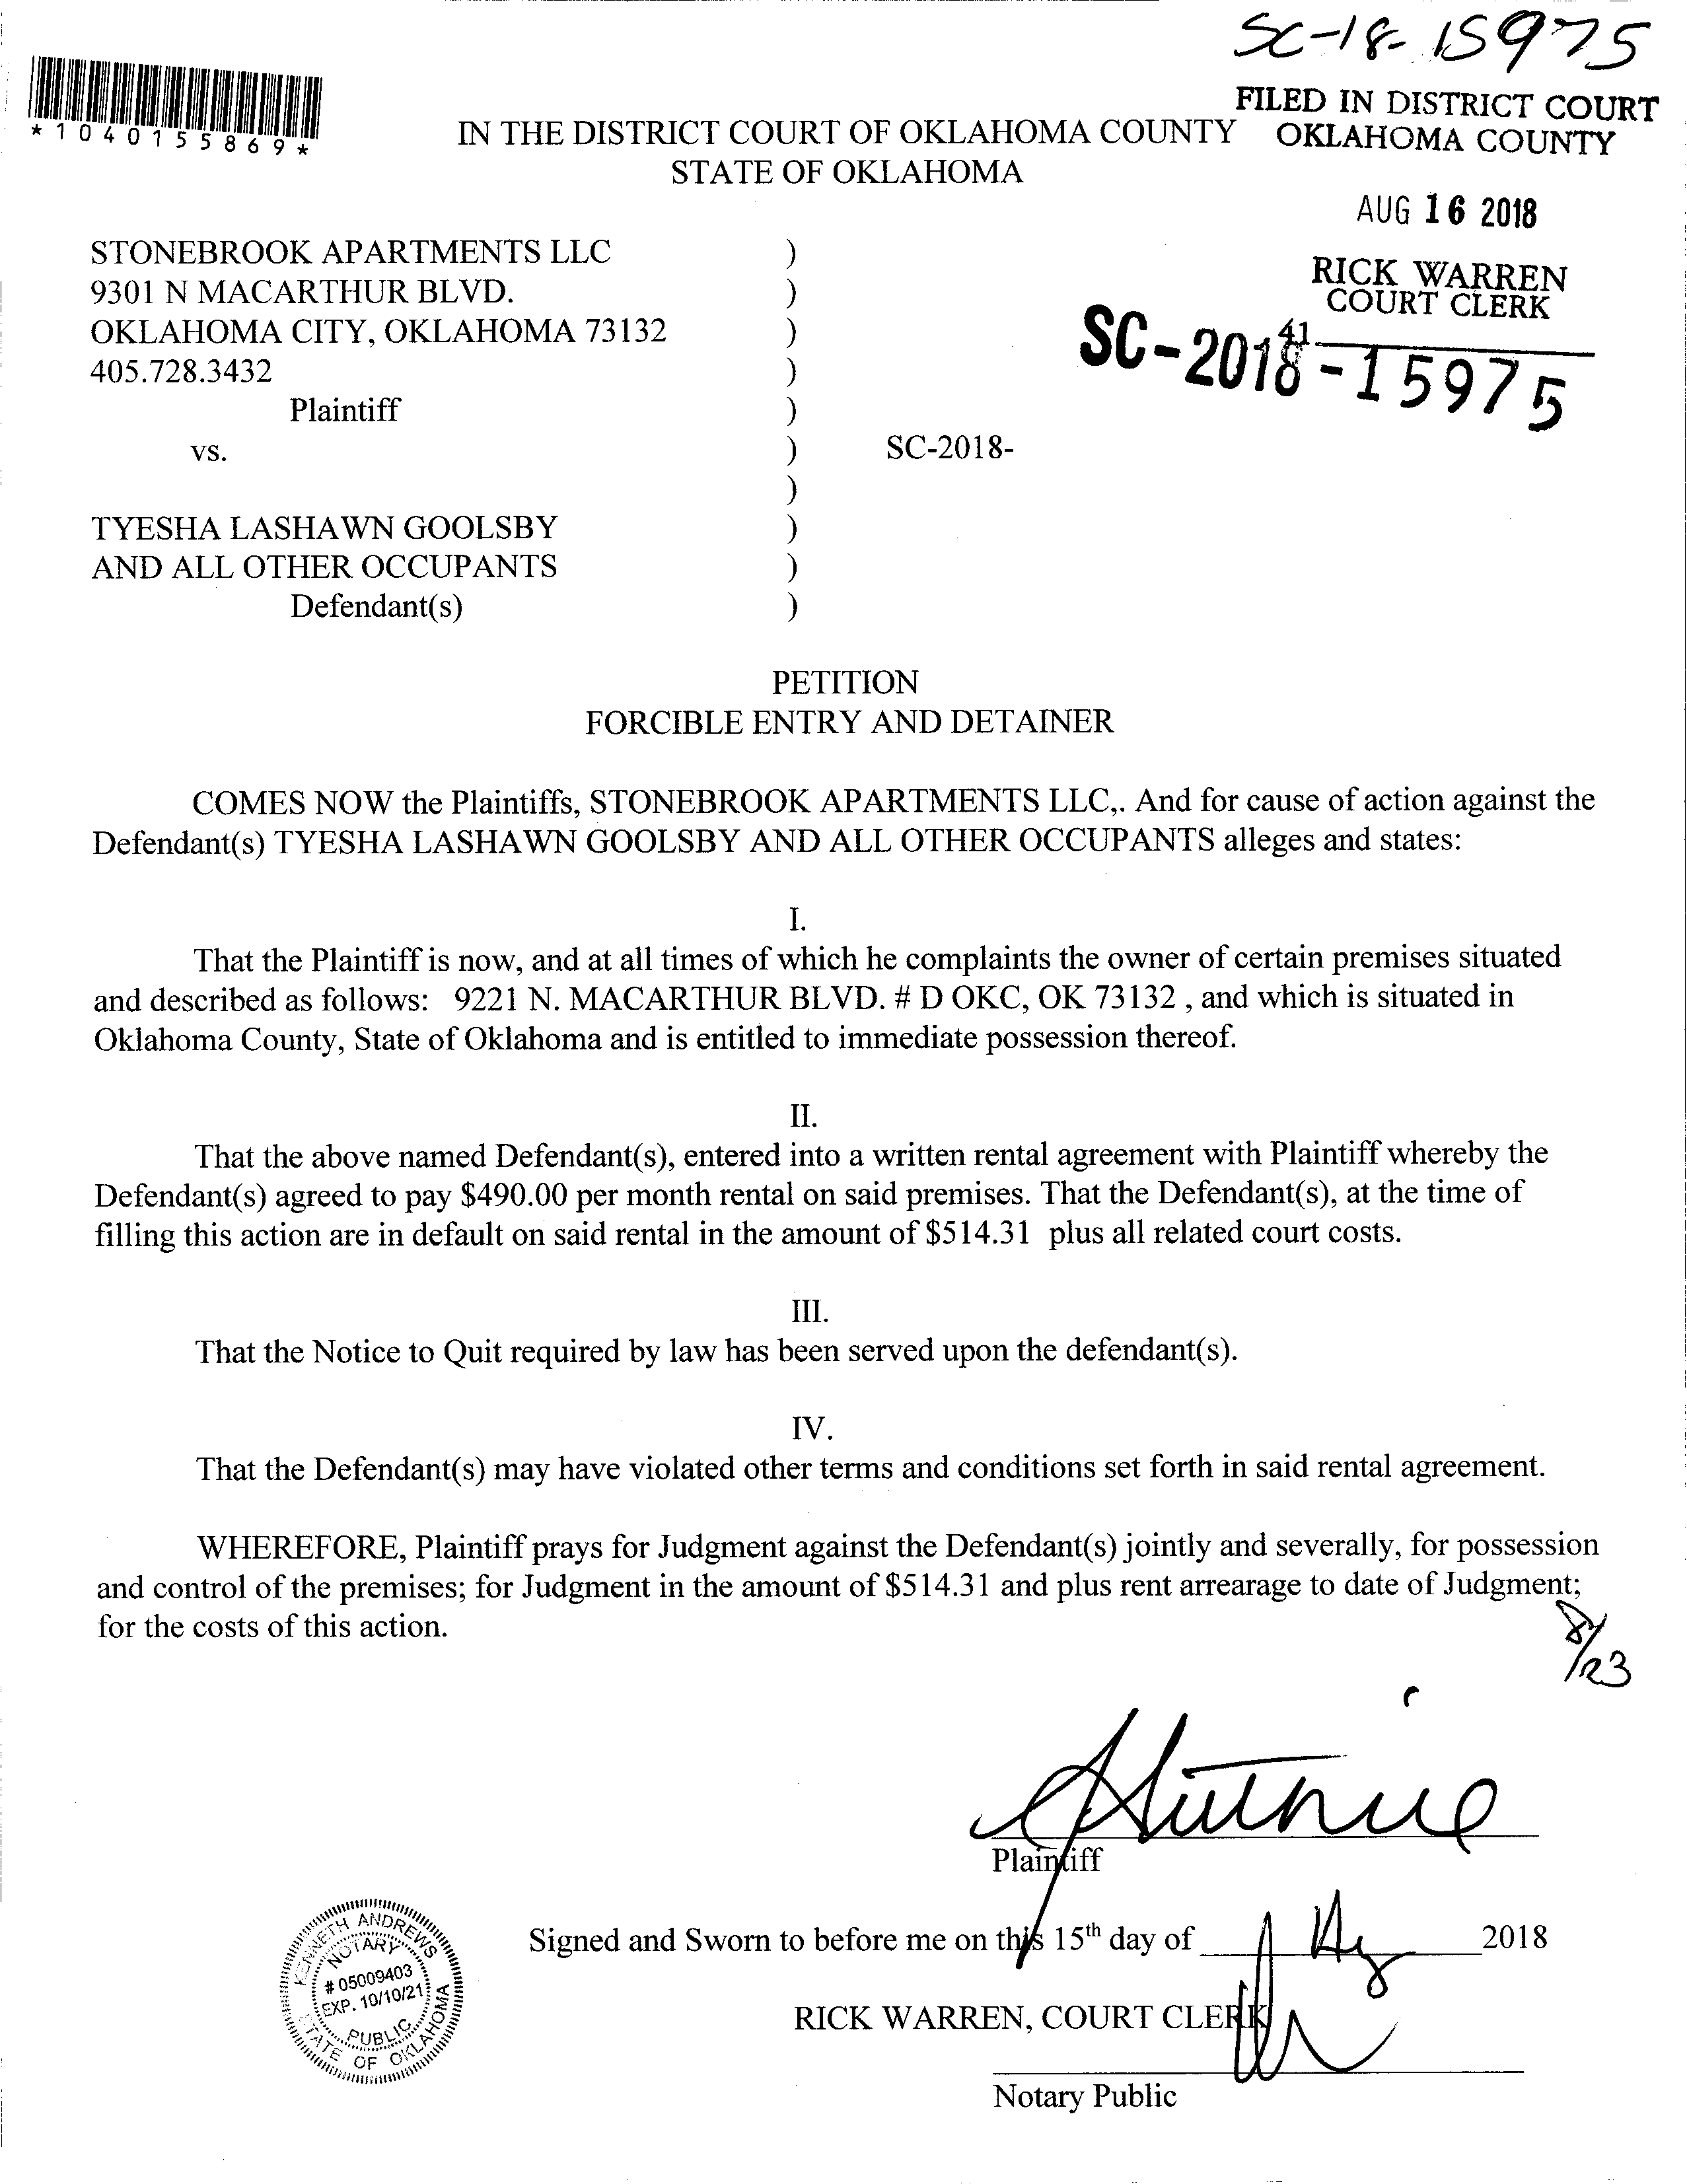 SC-18-15975
*1040155869*
FILED IN DISTRICT COURT
OKLAHOMA COUNTY
IN THE DISTRICT COURT OF OKLAHOMA COUNTY
STATE OF OKLAHOMA
AUG 16 2018
RICK WARREN
COURT CLERK
41
SC-2018-15975
STONEBROOK APARTMENTS LLC )
9301 N MACARTHUR BLVD. )
OKLAHOMA CITY, OKLAHOMA 73132 )
405.728.3432 )
Plaintiff )
vs. ) SC-2018-
)
TYESHA LASHAWN GOOLSBY )
AND ALL OTHER OCCUPANTS )
Defendant(s) )
PETITION
FORCIBLE ENTRY AND DETAINER
COMES NOW the Plaintiffs, STONEBROOK APARTMENTS LLC,. And for cause of action against the
Defendant(s) TYESHA LASHAWN GOOLSBY AND ALL OTHER OCCUPANTS alleges and states:
I.
That the Plaintiff is now, and at all times of which he complaints the owner of certain premises situated
and described as follows: 9221 N. MACARTHUR BLVD. # D OKC, OK 73132 , and which is situated in
Oklahoma County, State of Oklahoma and is entitled to immediate possession thereof.
II.
That the above named Defendant(s), entered into a written rental agreement with Plaintiff whereby the
Defendant(s) agreed to pay $490.00 per month rental on said premises. That the Defendant(s), at the time of
filling this action are in default on said rental in the amount of $514.31 plus all related court costs.
III.
That the Notice to Quit required by law has been served upon the defendant(s).
IV.
That the Defendant(s) may have violated other terms and conditions set forth in said rental agreement.
WHEREFORE, Plaintiff prays for Judgment against the Defendant(s) jointly and severally, for possession
and control of the premises; for Judgment in the amount of $514.31 and plus rent arrearage to date of Judgment;
for the costs of this action.
8/23
Plaintiff
KENNETH ANDREWS
NOTARY
# 05009403
EXP. 10/10/21
PUBLIC
STATE OF OKLAHOMA
Signed and Sworn to before me on this 15th day of Aug 2018
RICK WARREN, COURT CLERK
Notary Public